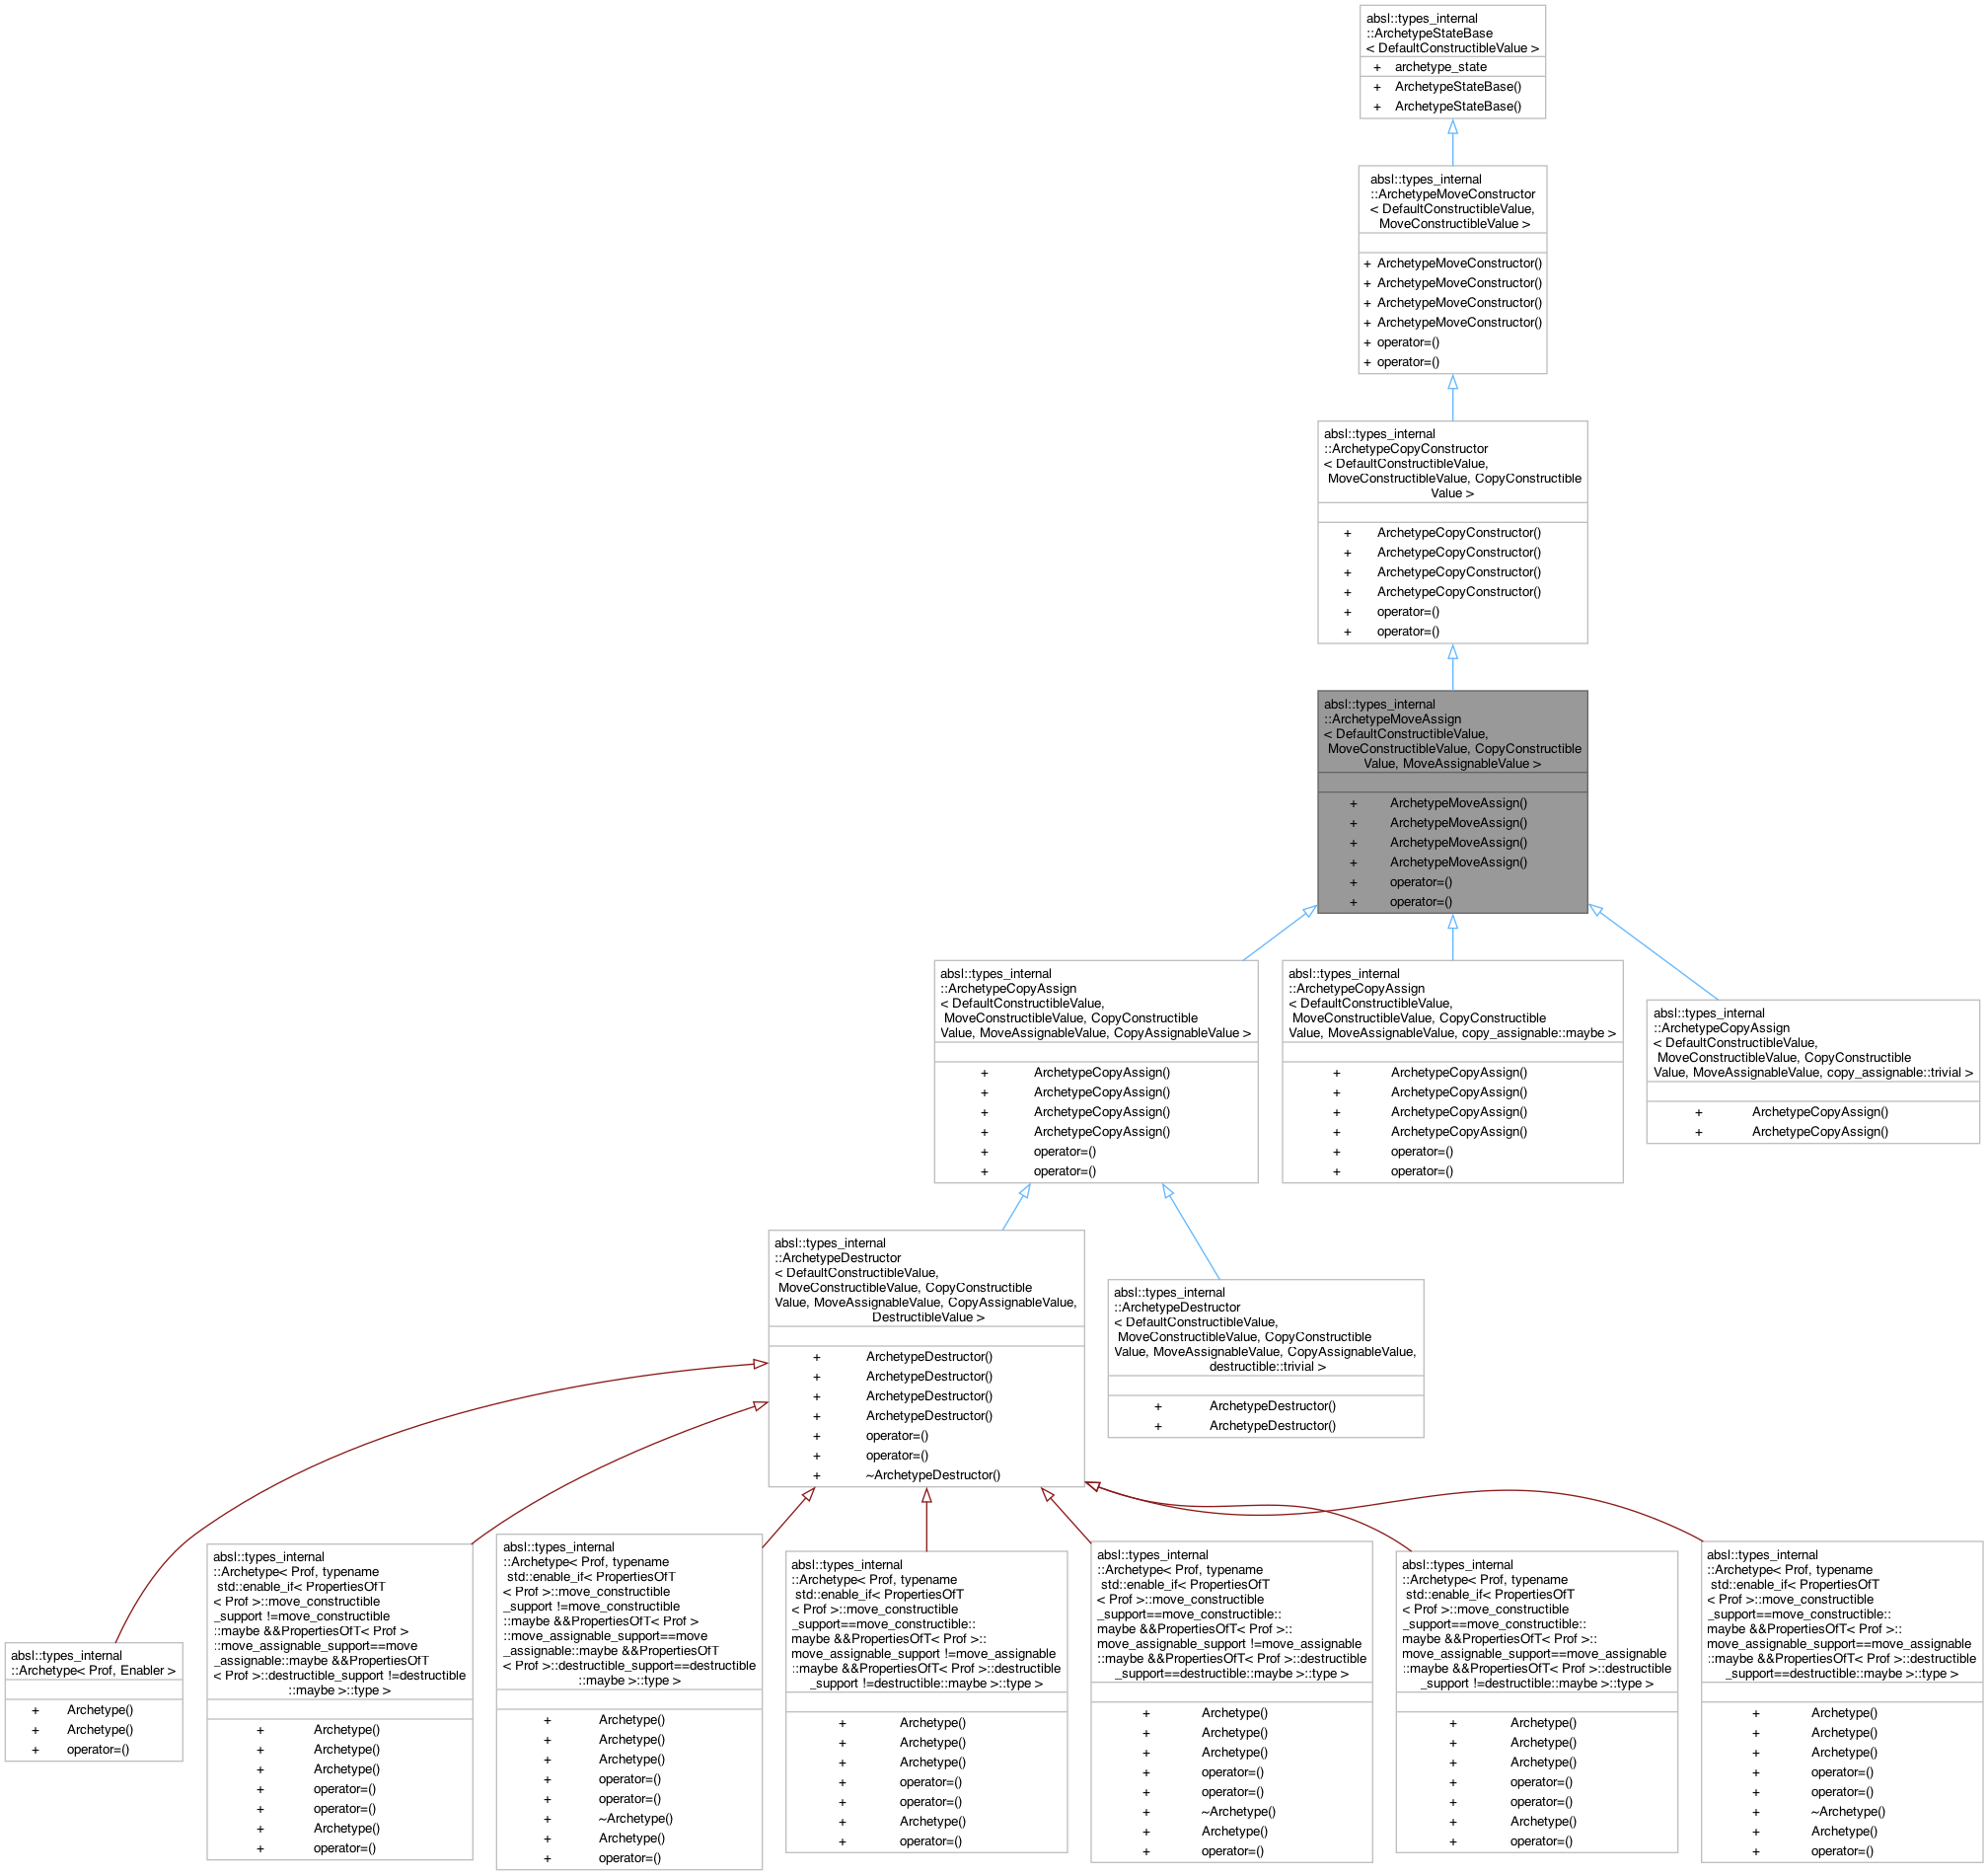 absl::types_internal
::ArchetypeStateBase
< DefaultConstructibleValue >
+ archetype_state
+ ArchetypeStateBase()
+ ArchetypeStateBase()
absl::types_internal
::ArchetypeMoveConstructor
< DefaultConstructibleValue,
MoveConstructibleValue >
+ ArchetypeMoveConstructor()
+ ArchetypeMoveConstructor()
+ ArchetypeMoveConstructor()
+ ArchetypeMoveConstructor()
+ operator=()
+ operator=()
absl::types_internal
::ArchetypeCopyConstructor
< DefaultConstructibleValue,
MoveConstructibleValue, CopyConstructible
Value >
+ ArchetypeCopyConstructor()
+ ArchetypeCopyConstructor()
+ ArchetypeCopyConstructor()
+ ArchetypeCopyConstructor()
+ operator=()
+ operator=()
absl::types_internal
::ArchetypeMoveAssign
< DefaultConstructibleValue,
MoveConstructibleValue, CopyConstructible
Value, MoveAssignableValue >
+ ArchetypeMoveAssign()
+ ArchetypeMoveAssign()
+ ArchetypeMoveAssign()
+ ArchetypeMoveAssign()
+ operator=()
+ operator=()
absl::types_internal
::ArchetypeCopyAssign
< DefaultConstructibleValue,
MoveConstructibleValue, CopyConstructible
Value, MoveAssignableValue, CopyAssignableValue >
+ ArchetypeCopyAssign()
+ ArchetypeCopyAssign()
+ ArchetypeCopyAssign()
+ ArchetypeCopyAssign()
+ operator=()
+ operator=()
absl::types_internal
::ArchetypeCopyAssign
< DefaultConstructibleValue,
MoveConstructibleValue, CopyConstructible
Value, MoveAssignableValue, copy_assignable::maybe >
+ ArchetypeCopyAssign()
+ ArchetypeCopyAssign()
+ ArchetypeCopyAssign()
+ ArchetypeCopyAssign()
+ operator=()
+ operator=()
absl::types_internal
::ArchetypeCopyAssign
< DefaultConstructibleValue,
MoveConstructibleValue, CopyConstructible
Value, MoveAssignableValue, copy_assignable::trivial >
+ ArchetypeCopyAssign()
+ ArchetypeCopyAssign()
absl::types_internal
::ArchetypeDestructor
< DefaultConstructibleValue,
MoveConstructibleValue, CopyConstructible
Value, MoveAssignableValue, CopyAssignableValue,
DestructibleValue >
+ ArchetypeDestructor()
+ ArchetypeDestructor()
+ ArchetypeDestructor()
+ ArchetypeDestructor()
+ operator=()
+ operator=()
+ ~ArchetypeDestructor()
absl::types_internal
::ArchetypeDestructor
< DefaultConstructibleValue,
MoveConstructibleValue, CopyConstructible
Value, MoveAssignableValue, CopyAssignableValue,
destructible::trivial >
+ ArchetypeDestructor()
+ ArchetypeDestructor()
absl::types_internal
::Archetype< Prof, Enabler >
+ Archetype()
+ Archetype()
+ operator=()
absl::types_internal
::Archetype< Prof, typename
std::enable_if< PropertiesOfT
< Prof >::move_constructible
_support !=move_constructible
::maybe &&PropertiesOfT< Prof >
::move_assignable_support==move
_assignable::maybe &&PropertiesOfT
< Prof >::destructible_support !=destructible
::maybe >::type >
+ Archetype()
+ Archetype()
+ Archetype()
+ operator=()
+ operator=()
+ Archetype()
+ operator=()
absl::types_internal
::Archetype< Prof, typename
std::enable_if< PropertiesOfT
< Prof >::move_constructible
_support !=move_constructible
::maybe &&PropertiesOfT< Prof >
::move_assignable_support==move
_assignable::maybe &&PropertiesOfT
< Prof >::destructible_support==destructible
::maybe >::type >
+ Archetype()
+ Archetype()
+ Archetype()
+ operator=()
+ operator=()
+ ~Archetype()
+ Archetype()
+ operator=()
absl::types_internal
::Archetype< Prof, typename
std::enable_if< PropertiesOfT
< Prof >::move_constructible
_support==move_constructible::
maybe &&PropertiesOfT< Prof >::
move_assignable_support !=move_assignable
::maybe &&PropertiesOfT< Prof >::destructible
_support !=destructible::maybe >::type >
+ Archetype()
+ Archetype()
+ Archetype()
+ operator=()
+ operator=()
+ Archetype()
+ operator=()
absl::types_internal
::Archetype< Prof, typename
std::enable_if< PropertiesOfT
< Prof >::move_constructible
_support==move_constructible::
maybe &&PropertiesOfT< Prof >::
move_assignable_support !=move_assignable
::maybe &&PropertiesOfT< Prof >::destructible
_support==destructible::maybe >::type >
+ Archetype()
+ Archetype()
+ Archetype()
+ operator=()
+ operator=()
+ ~Archetype()
+ Archetype()
+ operator=()
absl::types_internal
::Archetype< Prof, typename
std::enable_if< PropertiesOfT
< Prof >::move_constructible
_support==move_constructible::
maybe &&PropertiesOfT< Prof >::
move_assignable_support==move_assignable
::maybe &&PropertiesOfT< Prof >::destructible
_support !=destructible::maybe >::type >
+ Archetype()
+ Archetype()
+ Archetype()
+ operator=()
+ operator=()
+ Archetype()
+ operator=()
absl::types_internal
::Archetype< Prof, typename
std::enable_if< PropertiesOfT
< Prof >::move_constructible
_support==move_constructible::
maybe &&PropertiesOfT< Prof >::
move_assignable_support==move_assignable
::maybe &&PropertiesOfT< Prof >::destructible
_support==destructible::maybe >::type >
+ Archetype()
+ Archetype()
+ Archetype()
+ operator=()
+ operator=()
+ ~Archetype()
+ Archetype()
+ operator=()